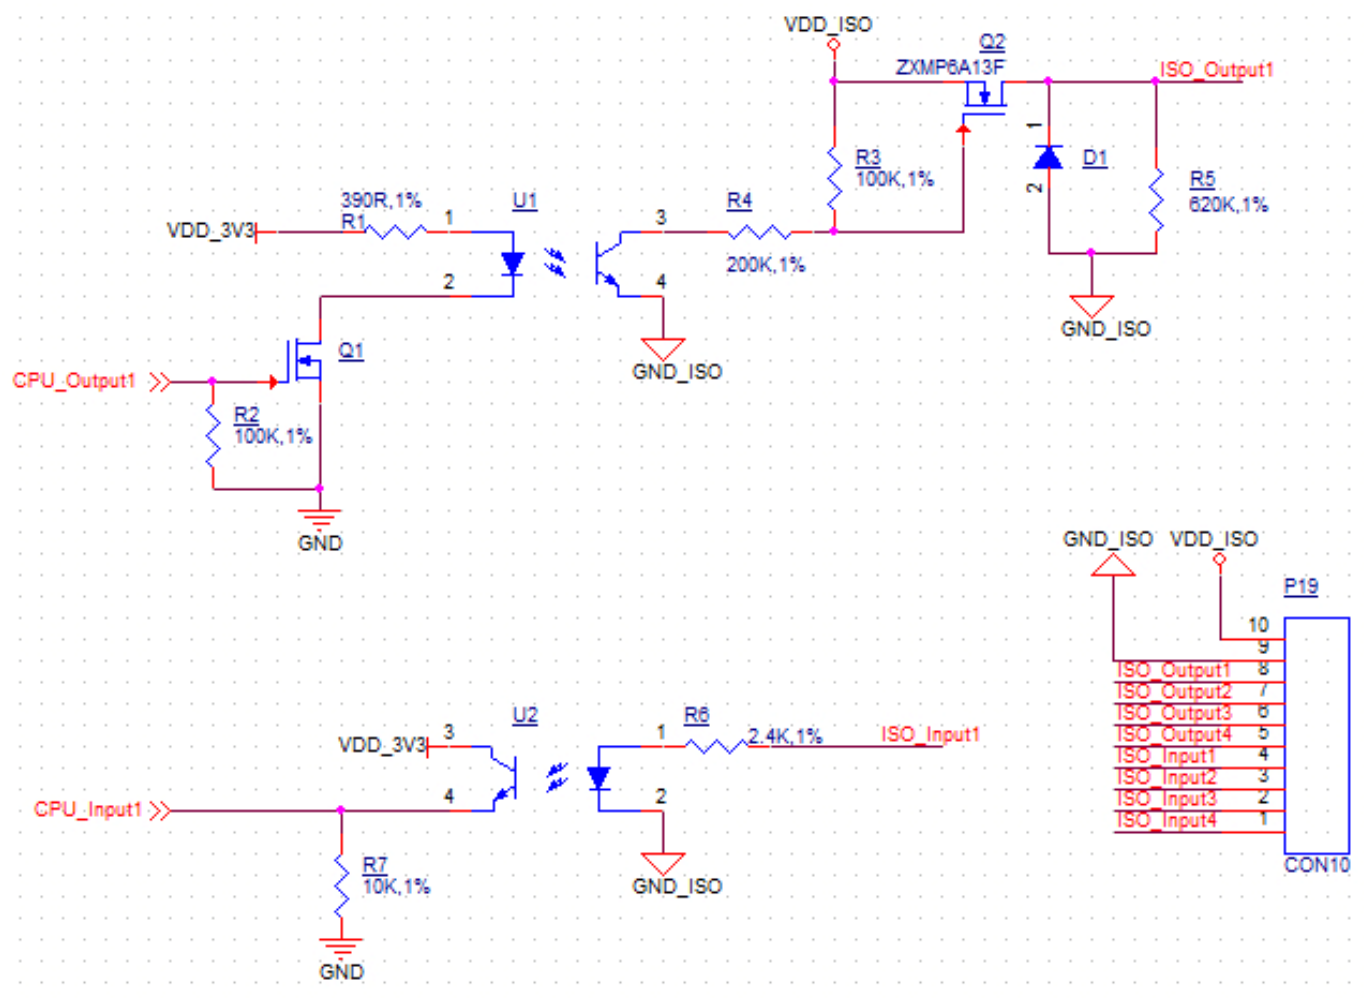 VDD_ISO
Q2
ZXMP6A13F
ISO_Output1
1
D1
2
R3
100K,1%
R5
620K,1%
390R,1%
R1
VDD_3V3
1
U1
3
R4
200K,1%
2
4
GND_ISO
GND_ISO
Q1
CPU_Output1
R2
100K,1%
GND
GND_ISO
VDD_ISO
P19
10
9
ISO_Output1 8
ISO_Output2 7
ISO_Output3 6
ISO_Output4 5
ISO_Input1 4
ISO_Input2 3
ISO_Input3 2
ISO_Input4 1
CON10
VDD_3V3
3
U2
1
R6
2.4K,1%
ISO_Input1
CPU_Input1
4
2
GND_ISO
R7
10K,1%
GND